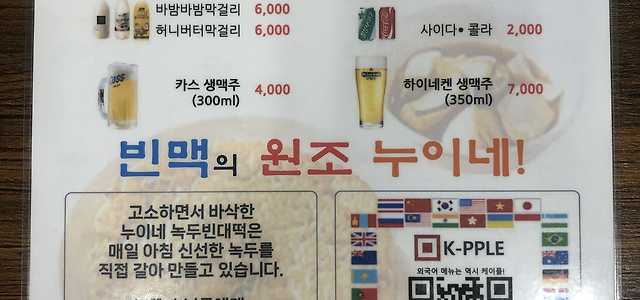 바밤바밤막걸리 6,000
허니버터막걸리 6,000
사이다• 콜라 2,000
카스 생맥주 4,000
(300ml)
하이네켄 생맥주 7,000
(350ml)
빈맥의 원조 누이네!
고소하면서 바삭한
누이네 녹두빈대떡은
매일 아침 신선한 녹두를
직접 갈아 만들고 있습니다.
K-PPLE
외국어 메뉴는 역시 케이플!